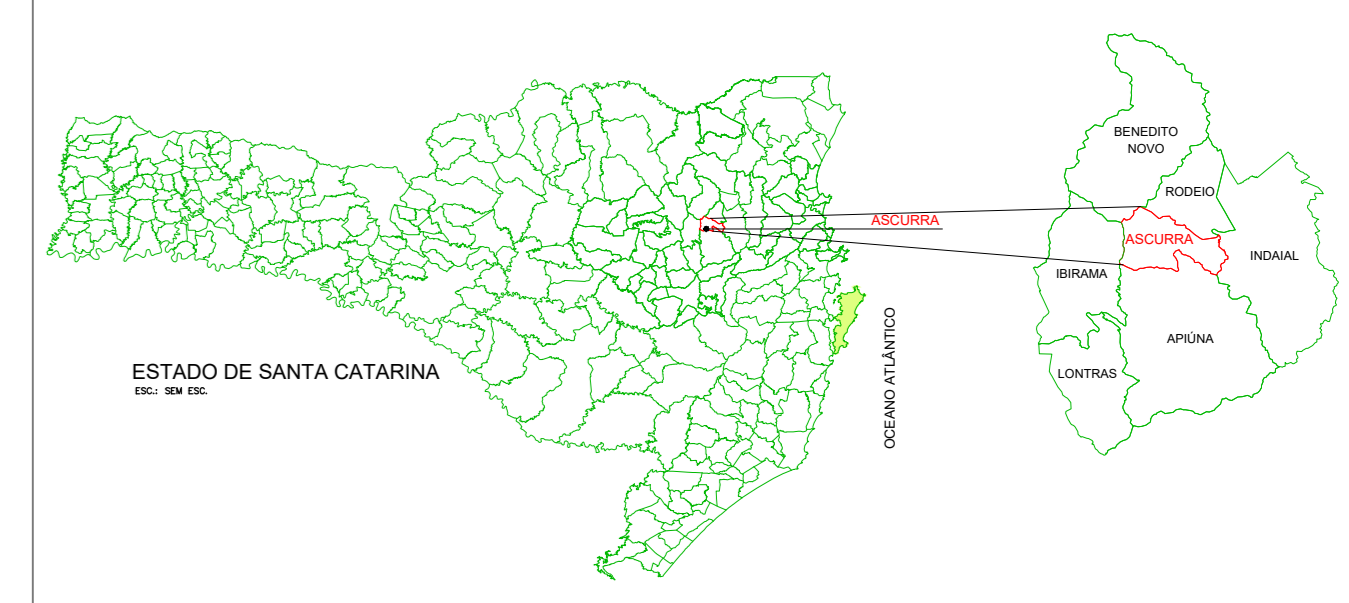 BENEDITO
NOVO
RODEIO
ASCURRA
ASCURRA
INDAIAL
IBIRAMA
APIÚNA
LONTRAS
OCEANO ATLÂNTICO
ESTADO DE SANTA CATARINA
ESC.: SEM ESC.